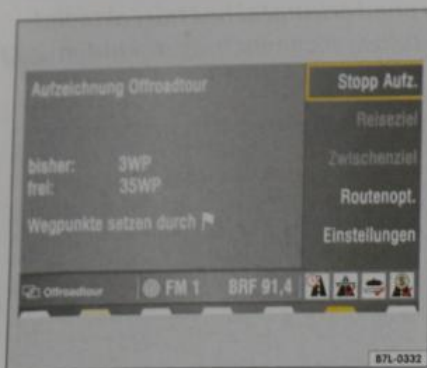 Aufzeichnung Offroadtour
Stopp Aufz.
Reiseziel
bisher: 3WP
Zwischenziel
frei: 35WP
Routenopt.
Wegpunkte setzen durch
Einstellungen
Offroadtour FM 1 BRF 91,4
B7L-0332